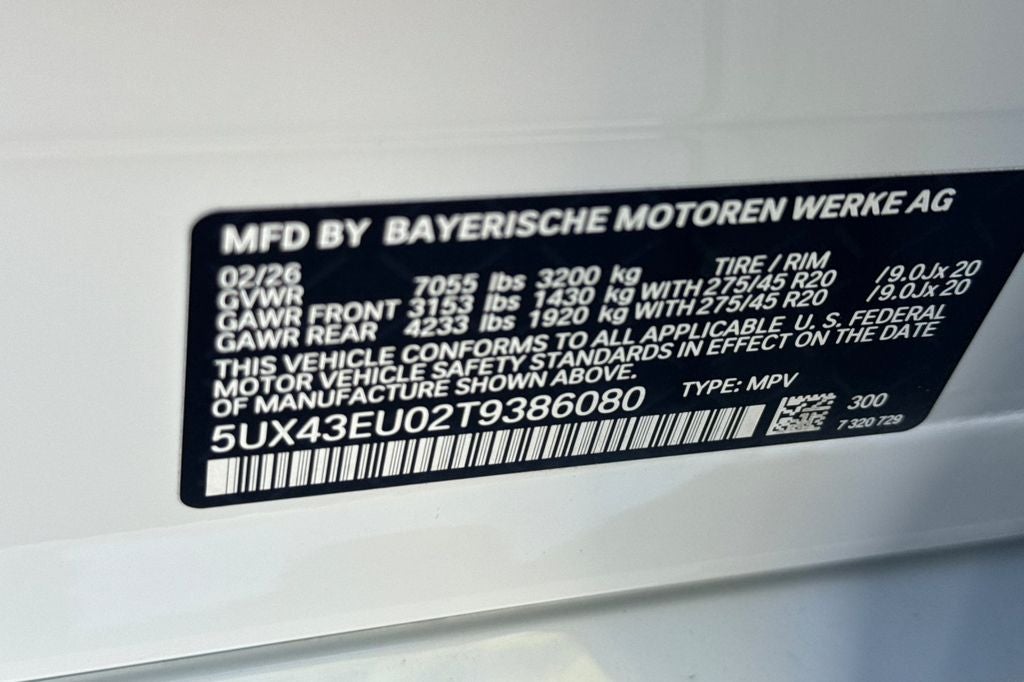 MFD BY BAYERISCHE MOTOREN WERKE AG
02/26 TIRE / RIM
GVWR 7055 lbs 3200 kg
GAWR FRONT 3153 lbs 1430 kg WITH 275/45 R20 /9.0Jx 20
GAWR REAR 4233 lbs 1920 kg WITH 275/45 R20 /9.0Jx 20
THIS VEHICLE CONFORMS TO ALL APPLICABLE U. S. FEDERAL
MOTOR VEHICLE SAFETY STANDARDS IN EFFECT ON THE DATE
OF MANUFACTURE SHOWN ABOVE. TYPE: MPV
5UX43EU02T9386080
300
7 320 729